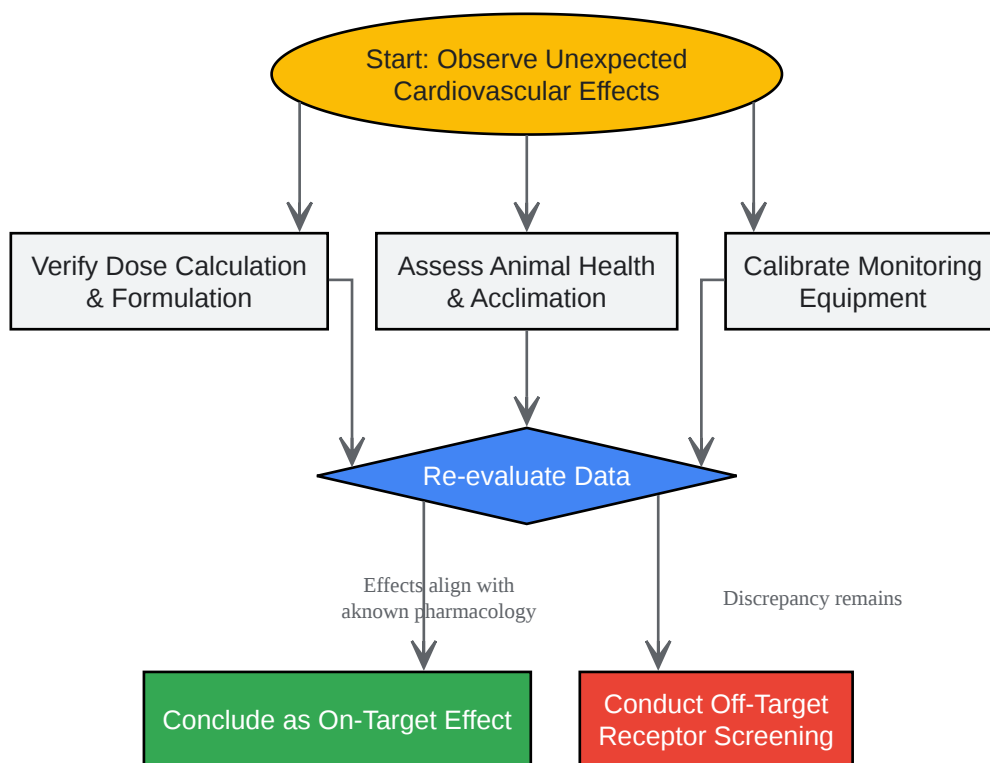 Start: Observe Unexpected
Cardiovascular Effects
Verify Dose Calculation
& Formulation
Assess Animal Health
& Acclimation
Calibrate Monitoring
Equipment
Re-evaluate Data
Effects align with
aknown pharmacology
Discrepancy remains
Conclude as On-Target Effect
Conduct Off-Target
Receptor Screening